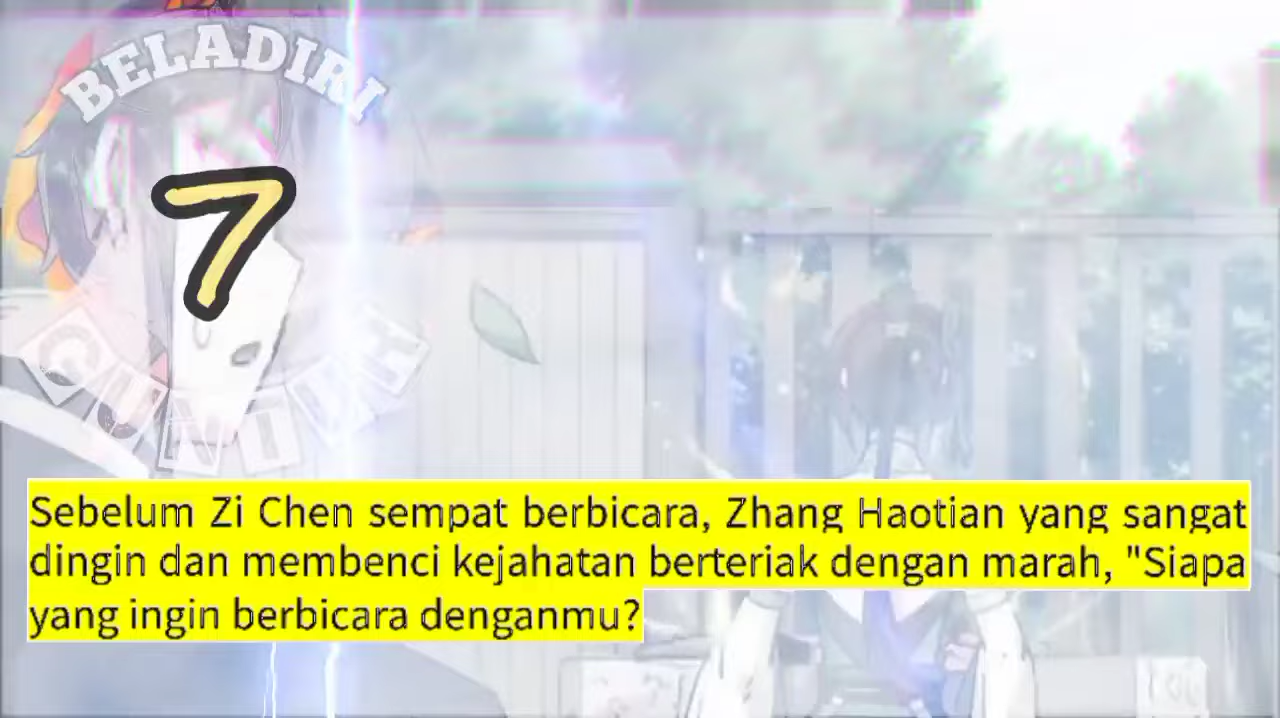 BELADIRI
7
Sebelum Zi Chen sempat berbicara, Zhang Haotian yang sangat
dingin dan membenci kejahatan berteriak dengan marah, "Siapa
yang ingin berbicara denganmu?